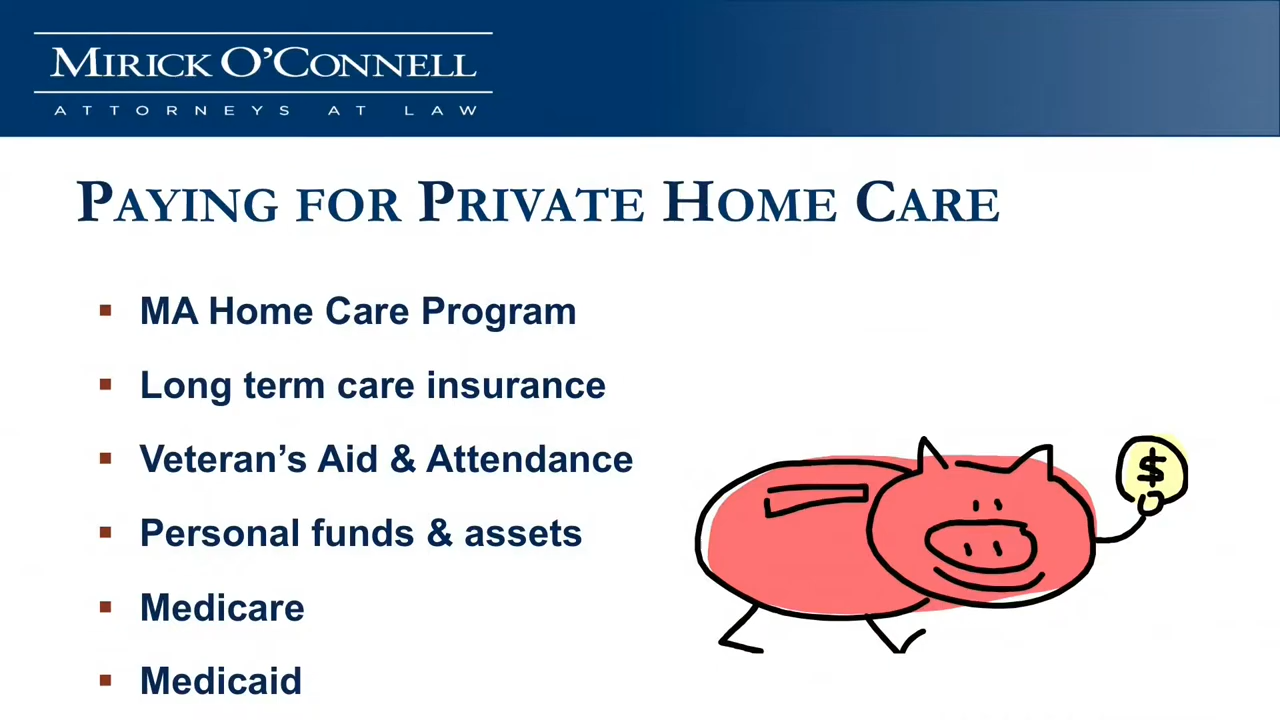 MIRICK O'CONNELL
ATTORNEYS AT LAW
PAYING FOR PRIVATE HOME CARE
▪ MA Home Care Program
▪ Long term care insurance
▪ Veteran’s Aid & Attendance
▪ Personal funds & assets
▪ Medicare
▪ Medicaid
$